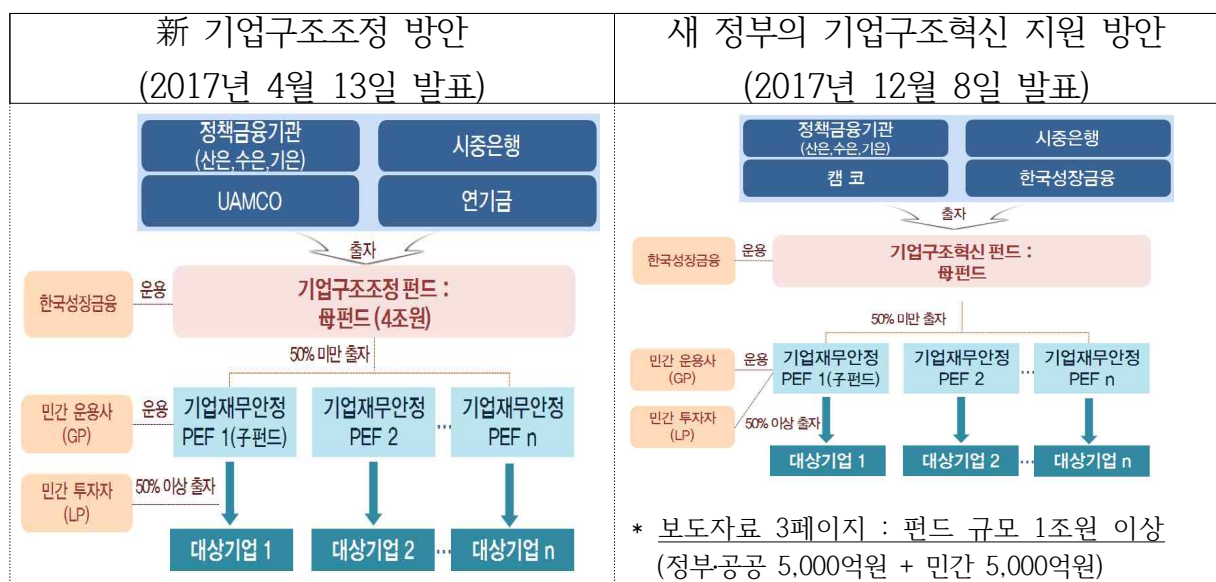 新 기업구조조정 방안
(2017년 4월 13일 발표)
정책금융기관
(산은,수은,기은)
시중은행
UAMCO
연기금
출자
한국성장금융
운용
기업구조조정 펀드 :
母펀드 (4조원)
50% 미만 출자
민간 운용사
(GP)
운용
기업재무안정
PEF 1(子펀드)
기업재무안정
PEF 2
...
기업재무안정
PEF n
민간 투자자
(LP)
50% 이상 출자
대상기업 1
대상기업 2
...
대상기업 n
새 정부의 기업구조혁신 지원 방안
(2017년 12월 8일 발표)
정책금융기관
(산은,수은,기은)
시중은행
캠 코
한국성장금융
출자
한국성장금융
운용
기업구조혁신 펀드 :
母펀드
50% 미만 출자
민간 운용사
(GP)
운용
기업재무안정
PEF 1(子펀드)
기업재무안정
PEF 2
...
기업재무안정
PEF n
민간 투자자
(LP)
50% 이상 출자
대상기업 1
대상기업 2
...
대상기업 n
* 보도자료 3페이지 : 펀드 규모 1조원 이상
(정부·공공 5,000억원 + 민간 5,000억원)